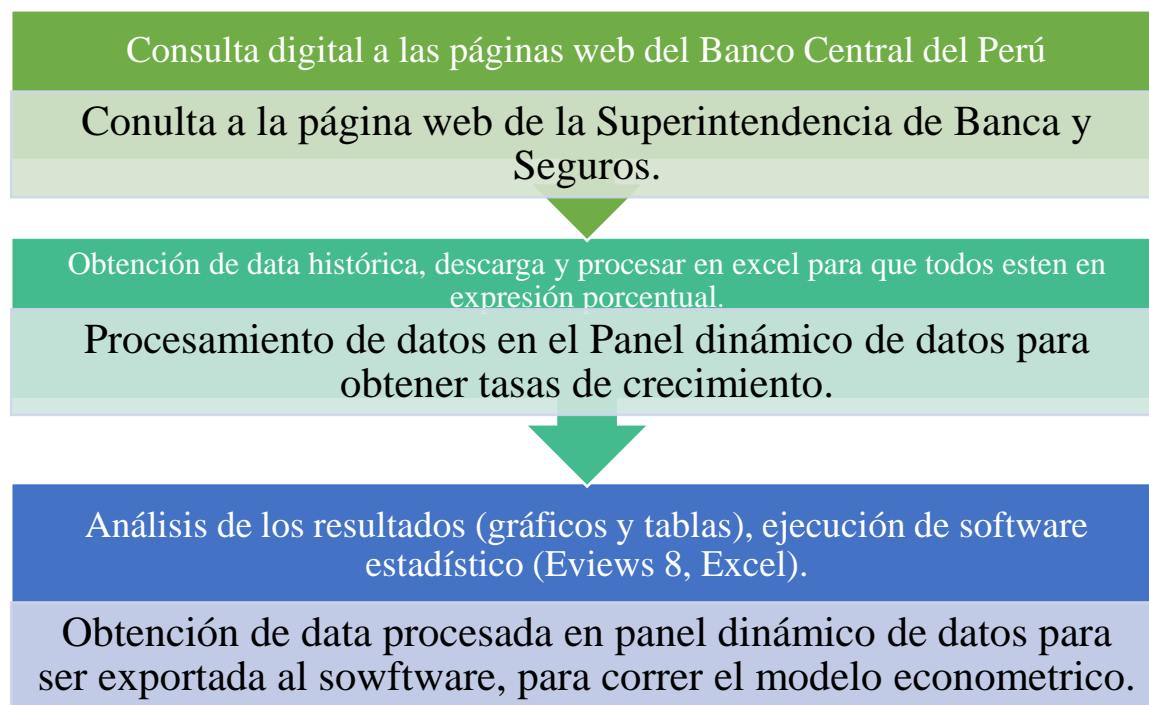 Consulta digital a las páginas web del Banco Central del Perú
Conulta a la página web de la Superintendencia de Banca y
Seguros.
Obtención de data histórica, descarga y procesar en excel para que todos esten en
expresión porcentual.
Procesamiento de datos en el Panel dinámico de datos para
obtener tasas de crecimiento.
Análisis de los resultados (gráficos y tablas), ejecución de software
estadístico (Eviews 8, Excel).
Obtención de data procesada en panel dinámico de datos para
ser exportada al sowftware, para correr el modelo econometrico.